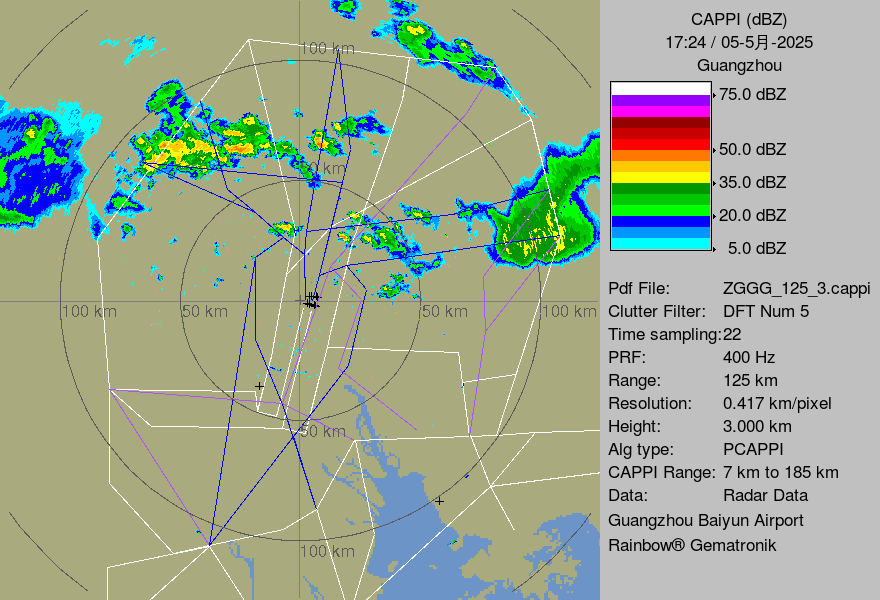 CAPPI (dBZ)
17:24 / 05-5月-2025
Guangzhou
75.0 dBZ
50.0 dBZ
35.0 dBZ
20.0 dBZ
5.0 dBZ
Pdf File: ZGGG_125_3.cappi
Clutter Filter: DFT Num 5
Time sampling:22
PRF: 400 Hz
Range: 125 km
Resolution: 0.417 km/pixel
Height: 3.000 km
Alg type: PCAPPI
CAPPI Range: 7 km to 185 km
Data: Radar Data
Guangzhou Baiyun Airport
Rainbow® Gematronik
100 km
100 km
50 km
50 km
100 km
50 km
100 km